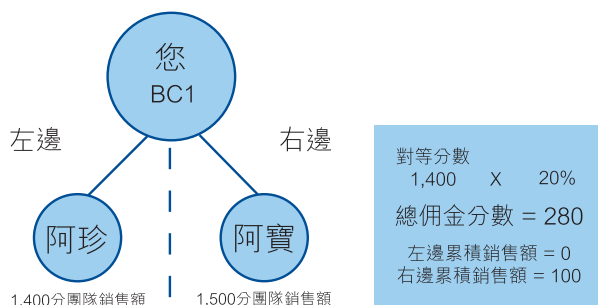 您
BC1
左邊
右邊
阿珍
阿寶
1,400分團隊銷售額
1,500分團隊銷售額
對等分數
1,400 X 20%
總佣金分數 = 280
左邊累積銷售額 = 0
右邊累積銷售額 = 100